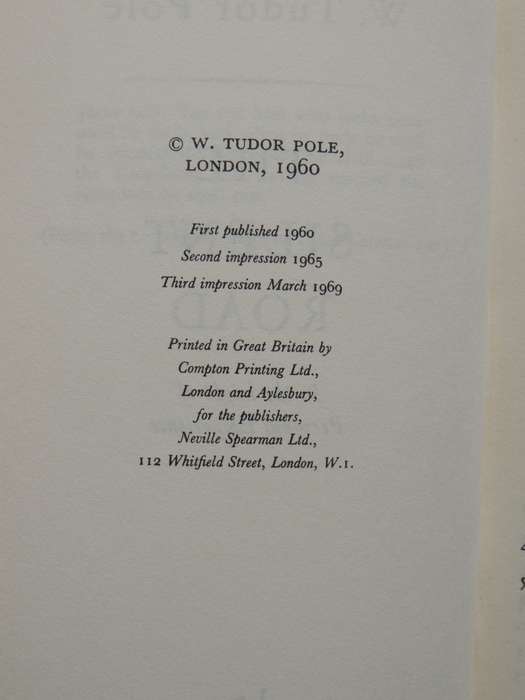 © W. TUDOR POLE,
LONDON, 1960
First published 1960
Second impression 1965
Third impression March 1969
Printed in Great Britain by
Compton Printing Ltd.,
London and Aylesbury,
for the publishers,
Neville Spearman Ltd.,
112 Whitfield Street, London, W.1.